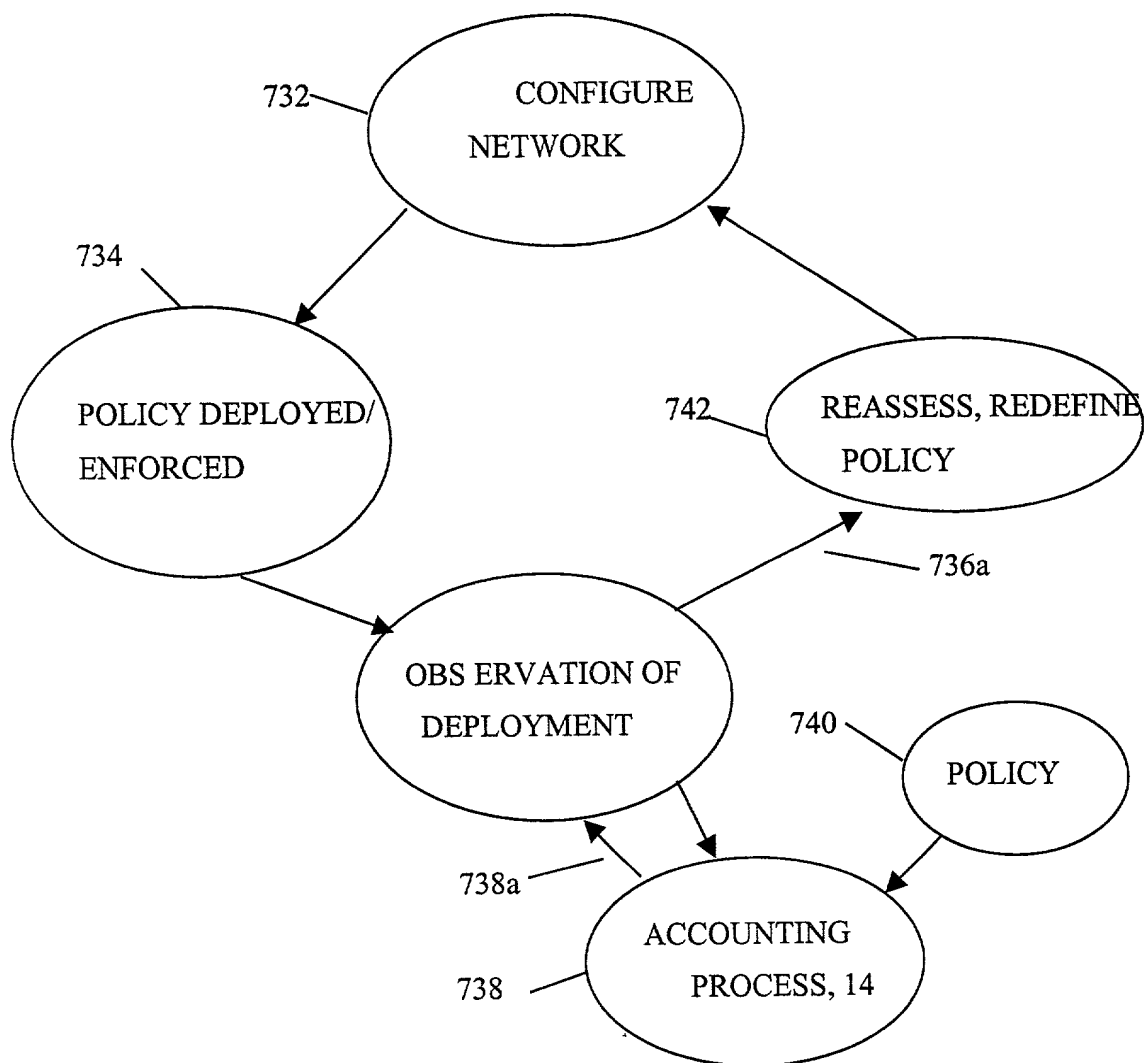 732
CONFIGURE
NETWORK
734
POLICY DEPLOYED/
ENFORCED
742
REASSESS, REDEFINE
POLICY
736a
OBS ERVATION OF
DEPLOYMENT
740
POLICY
738a
ACCOUNTING
PROCESS, 14
738